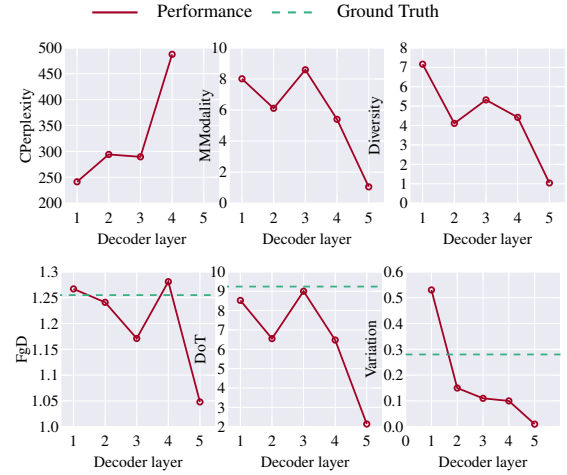 Performance Ground Truth
CPerplexity
500
450
400
350
300
250
200
1 2 3 4 5
Decoder layer
MModality
10
8
6
4
2
0
1 2 3 4 5
Decoder layer
Diversity
8
7
6
5
4
3
2
1
0
1 2 3 4 5
Decoder layer
FgD
1.3
1.25
1.2
1.15
1.1
1.05
1.0
1 2 3 4 5
Decoder layer
DoT
10
9
8
7
6
5
4
3
2
1 2 3 4 5
Decoder layer
Variation
0.6
0.5
0.4
0.3
0.2
0.1
0.0
0 1 2 3 4 5
Decoder layer